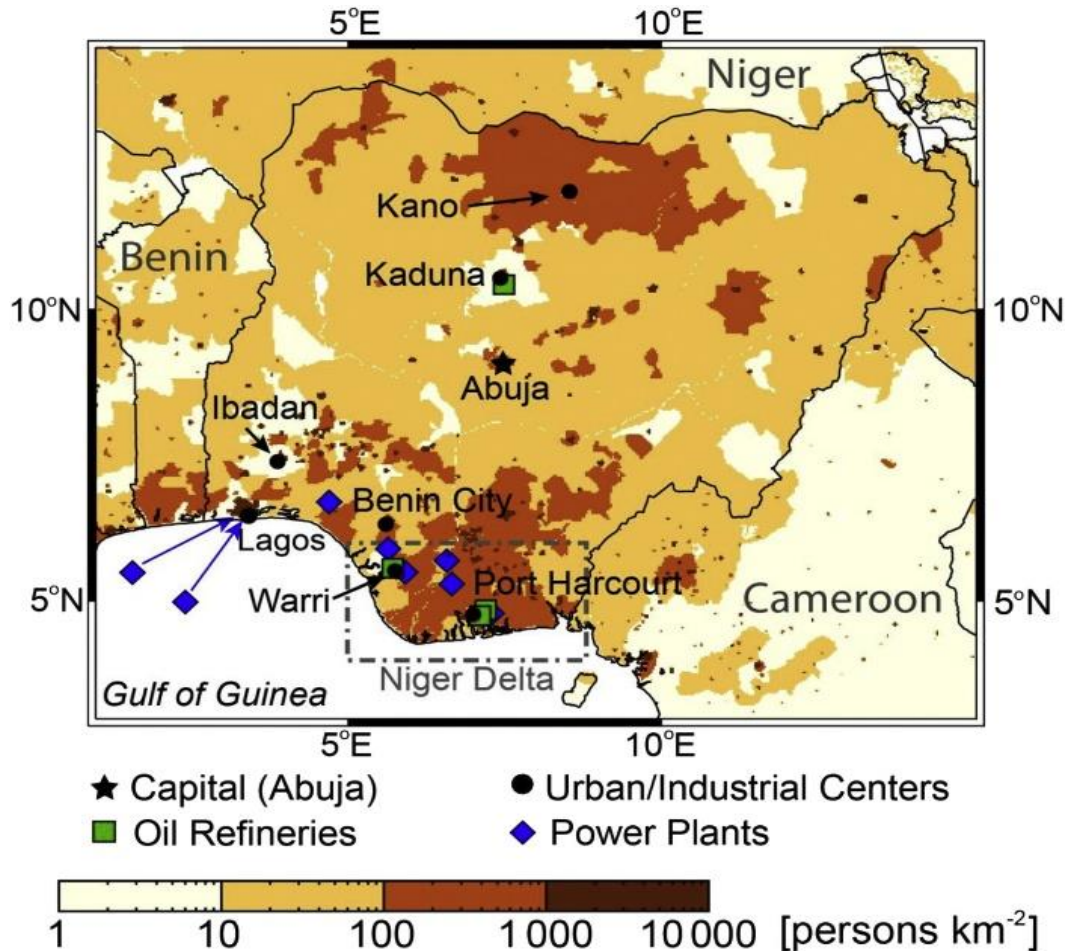 5°E 10°E
Niger
Kano
Benin
Kaduna
10°N 10°N
Abuja
Ibadan
Benin City
Lagos
Warri Port Harcourt
5°N 5°N
Cameroon
Niger Delta
Gulf of Guinea
5°E 10°E
Capital (Abuja) Urban/Industrial Centers
Oil Refineries Power Plants
1 10 100 1 000 10 000 [persons km⁻²]